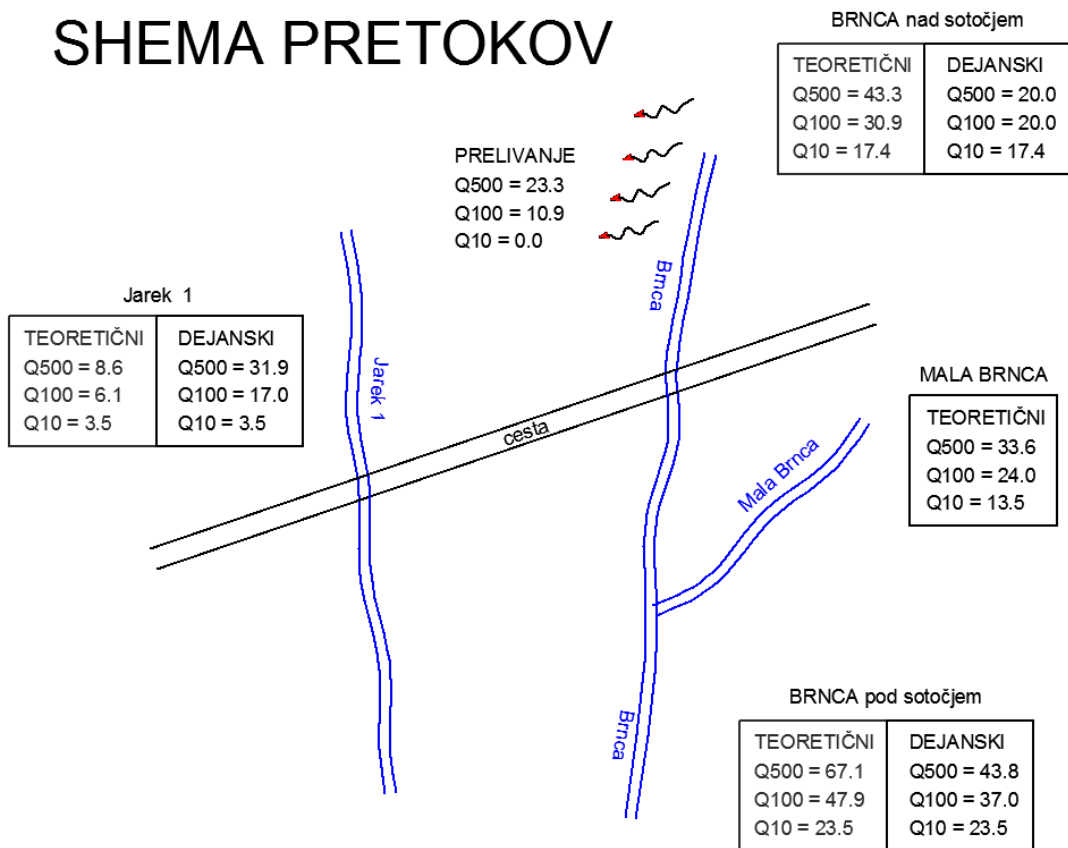 SHEMA PRETOKOV
BRNCA nad sotočjem
TEORETIČNI
Q500 = 43.3
Q100 = 30.9
Q10 = 17.4
DEJANSKI
Q500 = 20.0
Q100 = 20.0
Q10 = 17.4
PRELIVANJE
Q500 = 23.3
Q100 = 10.9
Q10 = 0.0
Brnca
Jarek 1
TEORETIČNI
Q500 = 8.6
Q100 = 6.1
Q10 = 3.5
DEJANSKI
Q500 = 31.9
Q100 = 17.0
Q10 = 3.5
Jarek 1
cesta
MALA BRNCA
TEORETIČNI
Q500 = 33.6
Q100 = 24.0
Q10 = 13.5
Mala Brnca
Brnca
BRNCA pod sotočjem
TEORETIČNI
Q500 = 67.1
Q100 = 47.9
Q10 = 23.5
DEJANSKI
Q500 = 43.8
Q100 = 37.0
Q10 = 23.5